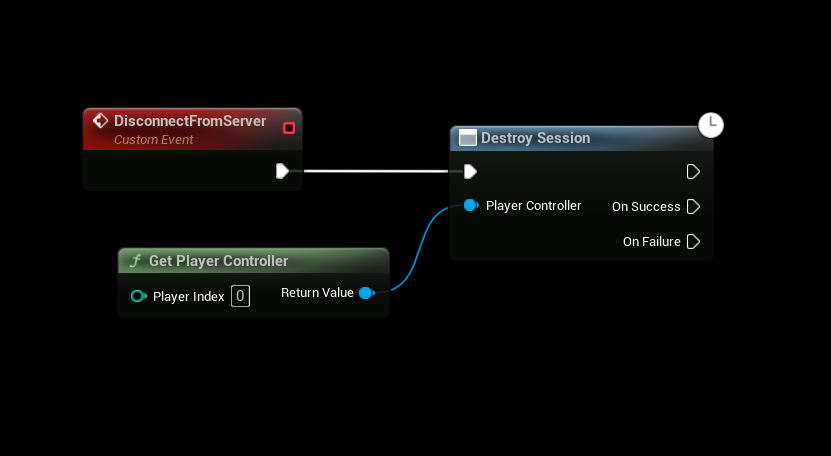 DisconnectFromServer
Custom Event
Destroy Session
Player Controller
On Success
On Failure
Get Player Controller
Player Index 0
Return Value